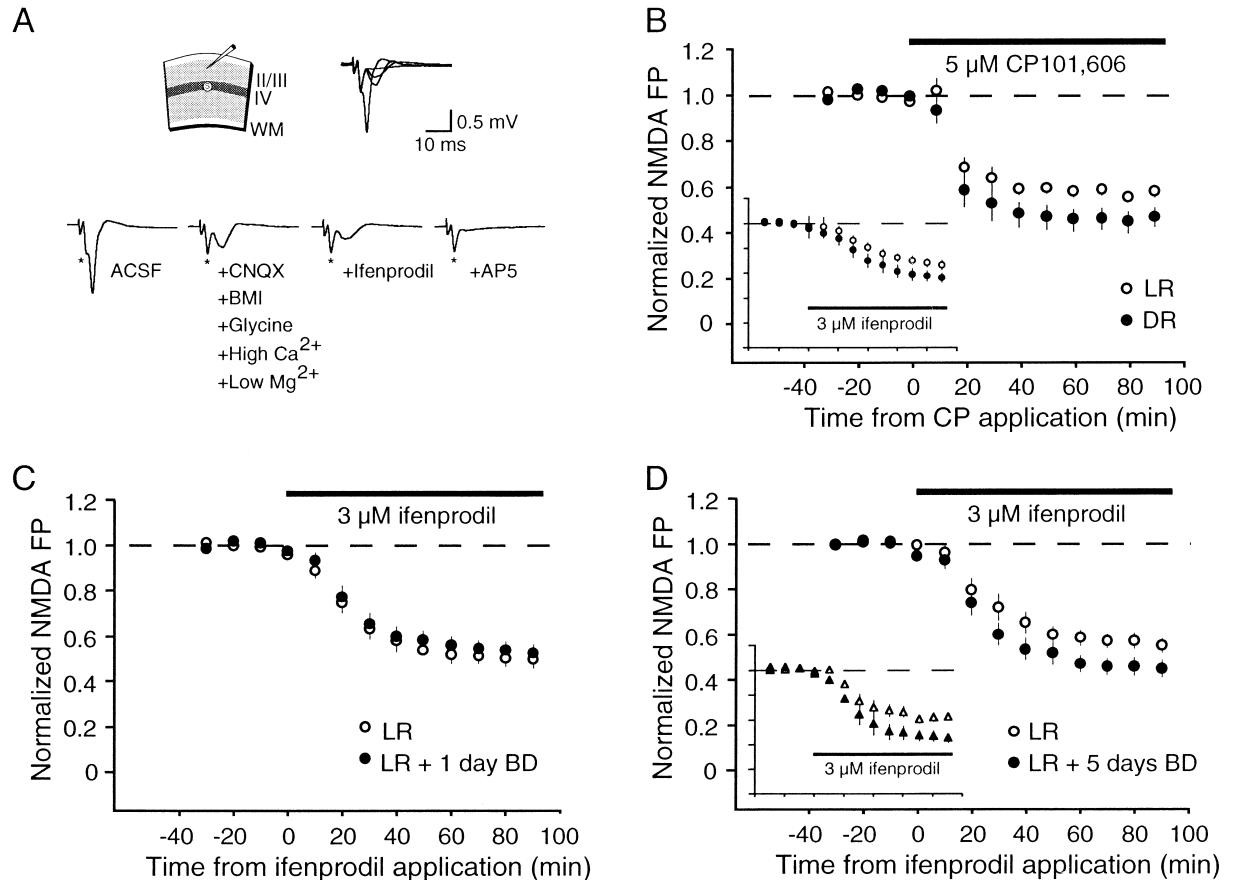 A
II/III
IV
WM
S
0.5 mV
10 ms
*
ACSF
*
+CNQX
+BMI
+Glycine
+High Ca2+
+Low Mg2+
*
+Ifenprodil
*
+AP5
B
5 µM CP101,606
Normalized NMDA FP
1.2
1.0
0.8
0.6
0.4
0.2
0
3 µM ifenprodil
LR
DR
-40 -20 0 20 40 60 80 100
Time from CP application (min)
C
3 µM ifenprodil
Normalized NMDA FP
1.2
1.0
0.8
0.6
0.4
0.2
0
LR
LR + 1 day BD
-40 -20 0 20 40 60 80 100
Time from ifenprodil application (min)
D
3 µM ifenprodil
Normalized NMDA FP
1.2
1.0
0.8
0.6
0.4
0.2
0
3 µM ifenprodil
LR
LR + 5 days BD
-40 -20 0 20 40 60 80 100
Time from ifenprodil application (min)